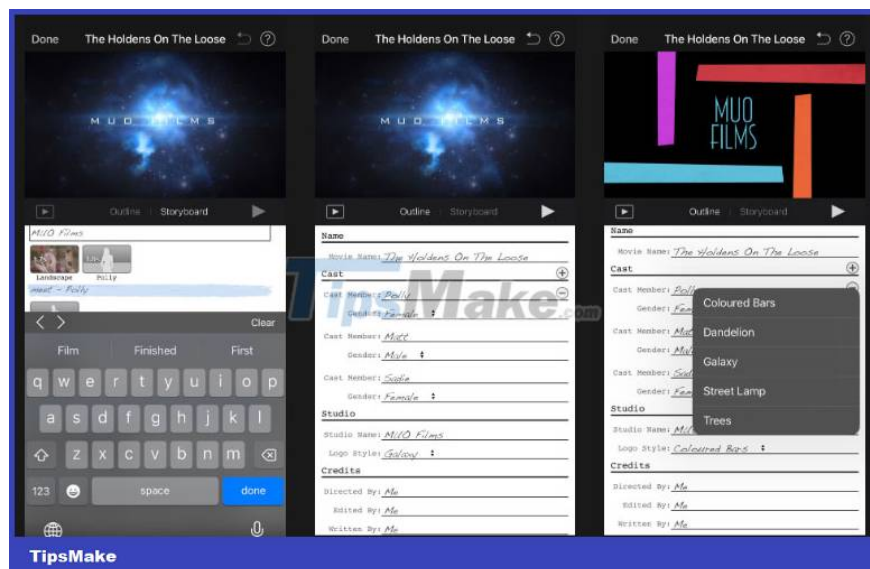 Done The Holdens On The Loose
MUO FILMS
Outline Storyboard
MUO Films
Landscape Polly
meet - Polly
Clear
Film Finished First
q w e r t y u i o p
a s d f g h j k l
z x c v b n m
123 space done
Done The Holdens On The Loose
MUO FILMS
Outline Storyboard
Name
Movie Name: The Holdens On The Loose
Cast
Cast Member: Polly
Gender: Female
Cast Member: Matt
Gender: Male
Cast Member: Sadie
Gender: Female
Studio
Studio Name: MUO Films
Logo Style: Galaxy
Credits
Directed By: Me
Edited By: Me
Written By: Me
Done The Holdens On The Loose
MUO
FILMS
Outline Storyboard
Name
Movie Name: The Holdens On The Loose
Cast
Cast Member:
Gender:
Cast Member:
Gender:
Cast Member:
Gender:
Coloured Bars
Dandelion
Galaxy
Street Lamp
Trees
Studio
Studio Name:
Logo Style: Coloured Bars
Credits
Directed By: Me
Edited By: Me
Written By: Me
TipsMake.com
TipsMake